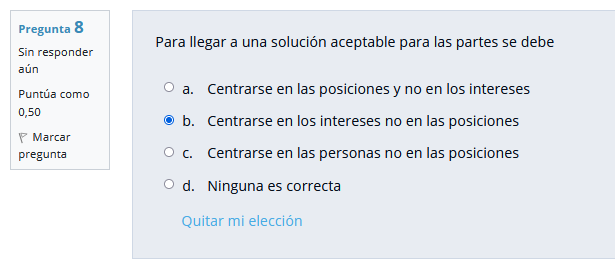 Pregunta 8
Sin responder
aún
Puntúa como
0,50
Marcar
pregunta
Para llegar a una solución aceptable para las partes se debe
a. Centrarse en las posiciones y no en los intereses
b. Centrarse en los intereses no en las posiciones
c. Centrarse en las personas no en las posiciones
d. Ninguna es correcta
Quitar mi elección